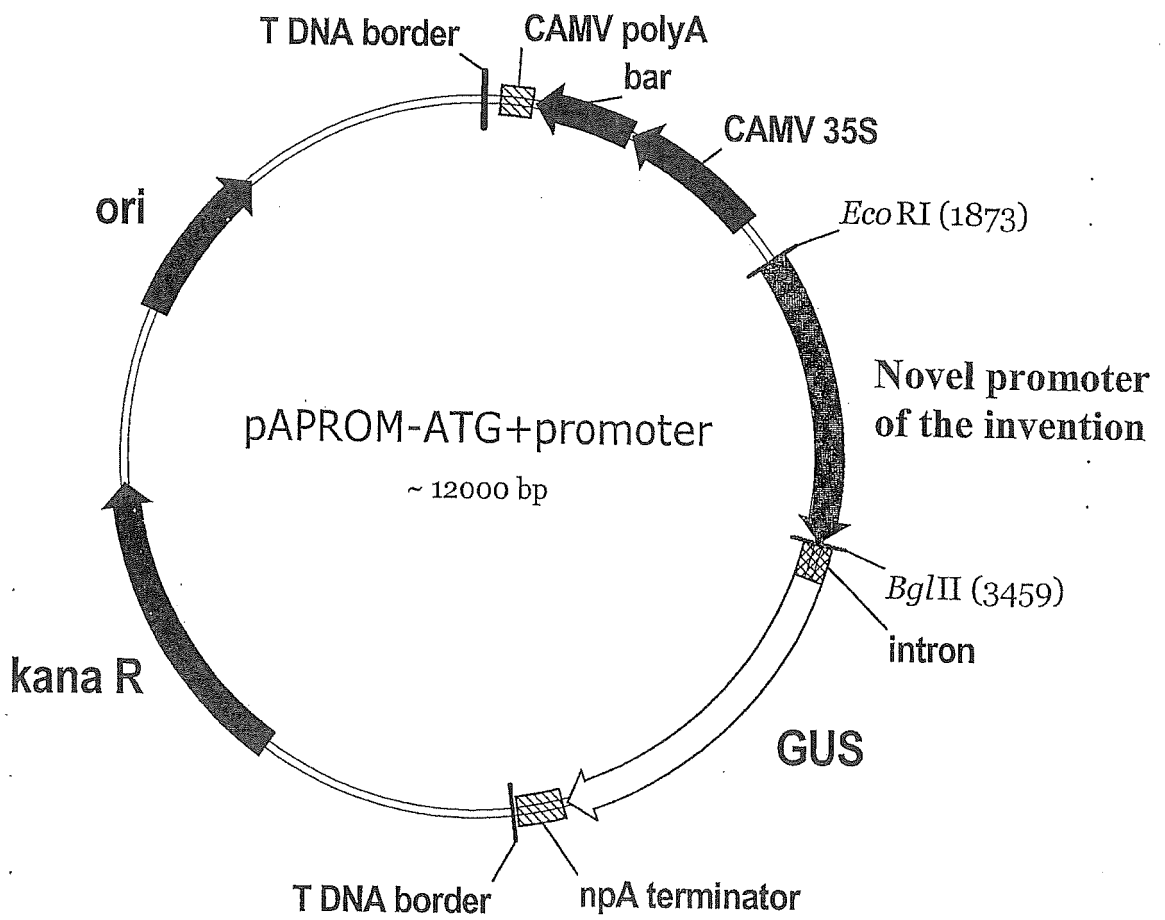 T DNA border
CAMV polyA
bar
CAMV 35S
ori
EcoRI (1873)
Novel promoter
of the invention
pAPROM-ATG+promoter
~ 12000 bp
BglII (3459)
intron
kana R
GUS
T DNA border
npA terminator